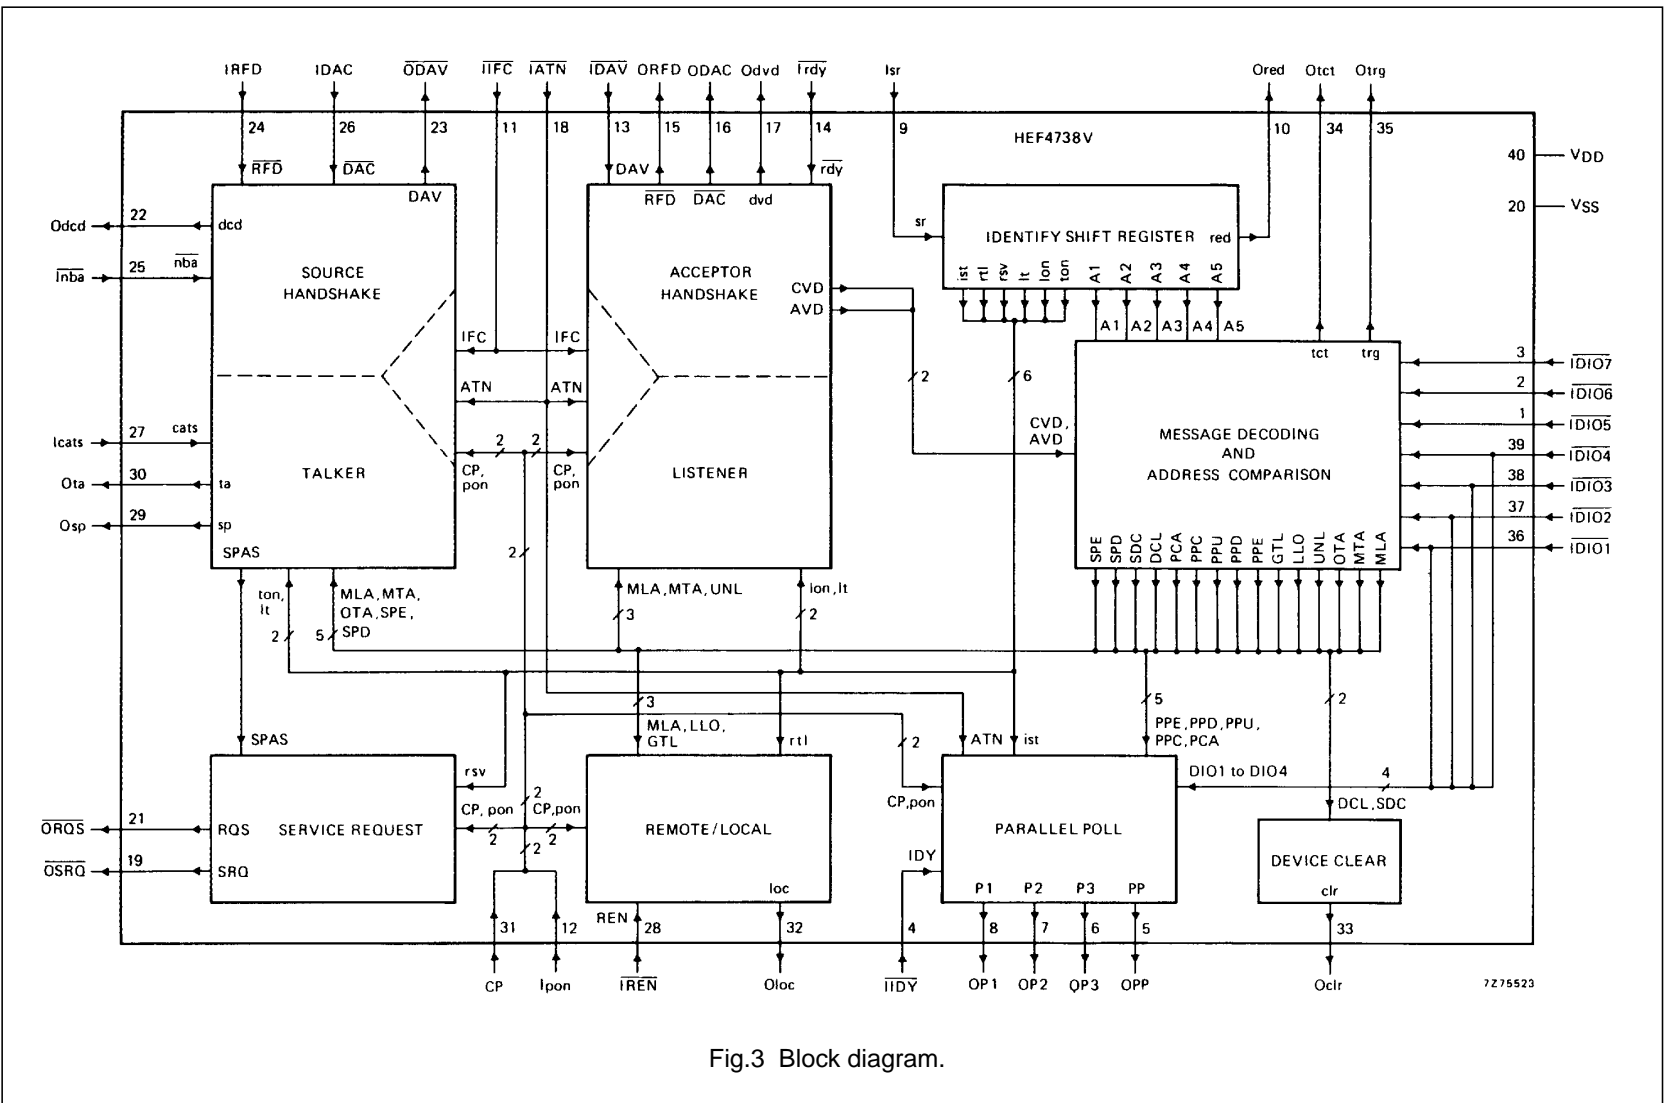 IRFD IDAC ODAV IIFC IATN IDAV ORFD ODAC Odvd Irdy Isr Ored Otct Otrg
24 26 23 11 18 13 15 16 17 14 9 10 34 35
HEF4738V
40 VDD
20 VSS
RFD DAC DAV DAV RFD DAC dvd rdy
Odcd 22 dcd
Inba 25 nba
SOURCE
HANDSHAKE
ACCEPTOR
HANDSHAKE
CVD
AVD
sr IDENTIFY SHIFT REGISTER red
ist rtl rsv lt lon ton A1 A2 A3 A4 A5
A1 A2 A3 A4 A5
IFC IFC
ATN ATN
2 2
CP, CP,
pon pon
2 6
tct trg
3 IDIO7
2 IDIO6
1 IDIO5
39 IDIO4
38 IDIO3
37 IDIO2
36 IDIO1
CVD,
AVD
MESSAGE DECODING
AND
ADDRESS COMPARISON
Icats 27 cats
Ota 30 ta
Osp 29 sp
TALKER
LISTENER
SPAS
2
SPE SPD SDC DCL PCA PPC PPU PPD PPE GTL LLO UNL OTA MTA MLA
ton,
lt
2
MLA,MTA,
OTA,SPE,
SPD
5
MLA,MTA,UNL
3
lon,lt
2
3
MLA,LLO,
GTL
rtl
2
ATN ist
5
PPE,PPD,PPU,
PPC,PCA
2
SPAS
rsv
CP,pon CP,pon
2
2 2
2
CP,pon
DIO1 to DIO4 4
DCL,SDC
ORQS 21 RQS
OSRQ 19 SRQ
SERVICE REQUEST
REMOTE/LOCAL
PARALLEL POLL
DEVICE CLEAR
IDY
loc
P1 P2 P3 PP
clr
REN
31 12 28 32 4 8 7 6 5 33
CP Ipon IREN Oloc IIDY OP1 OP2 OP3 OPP Oclr
7Z75523
Fig.3 Block diagram.